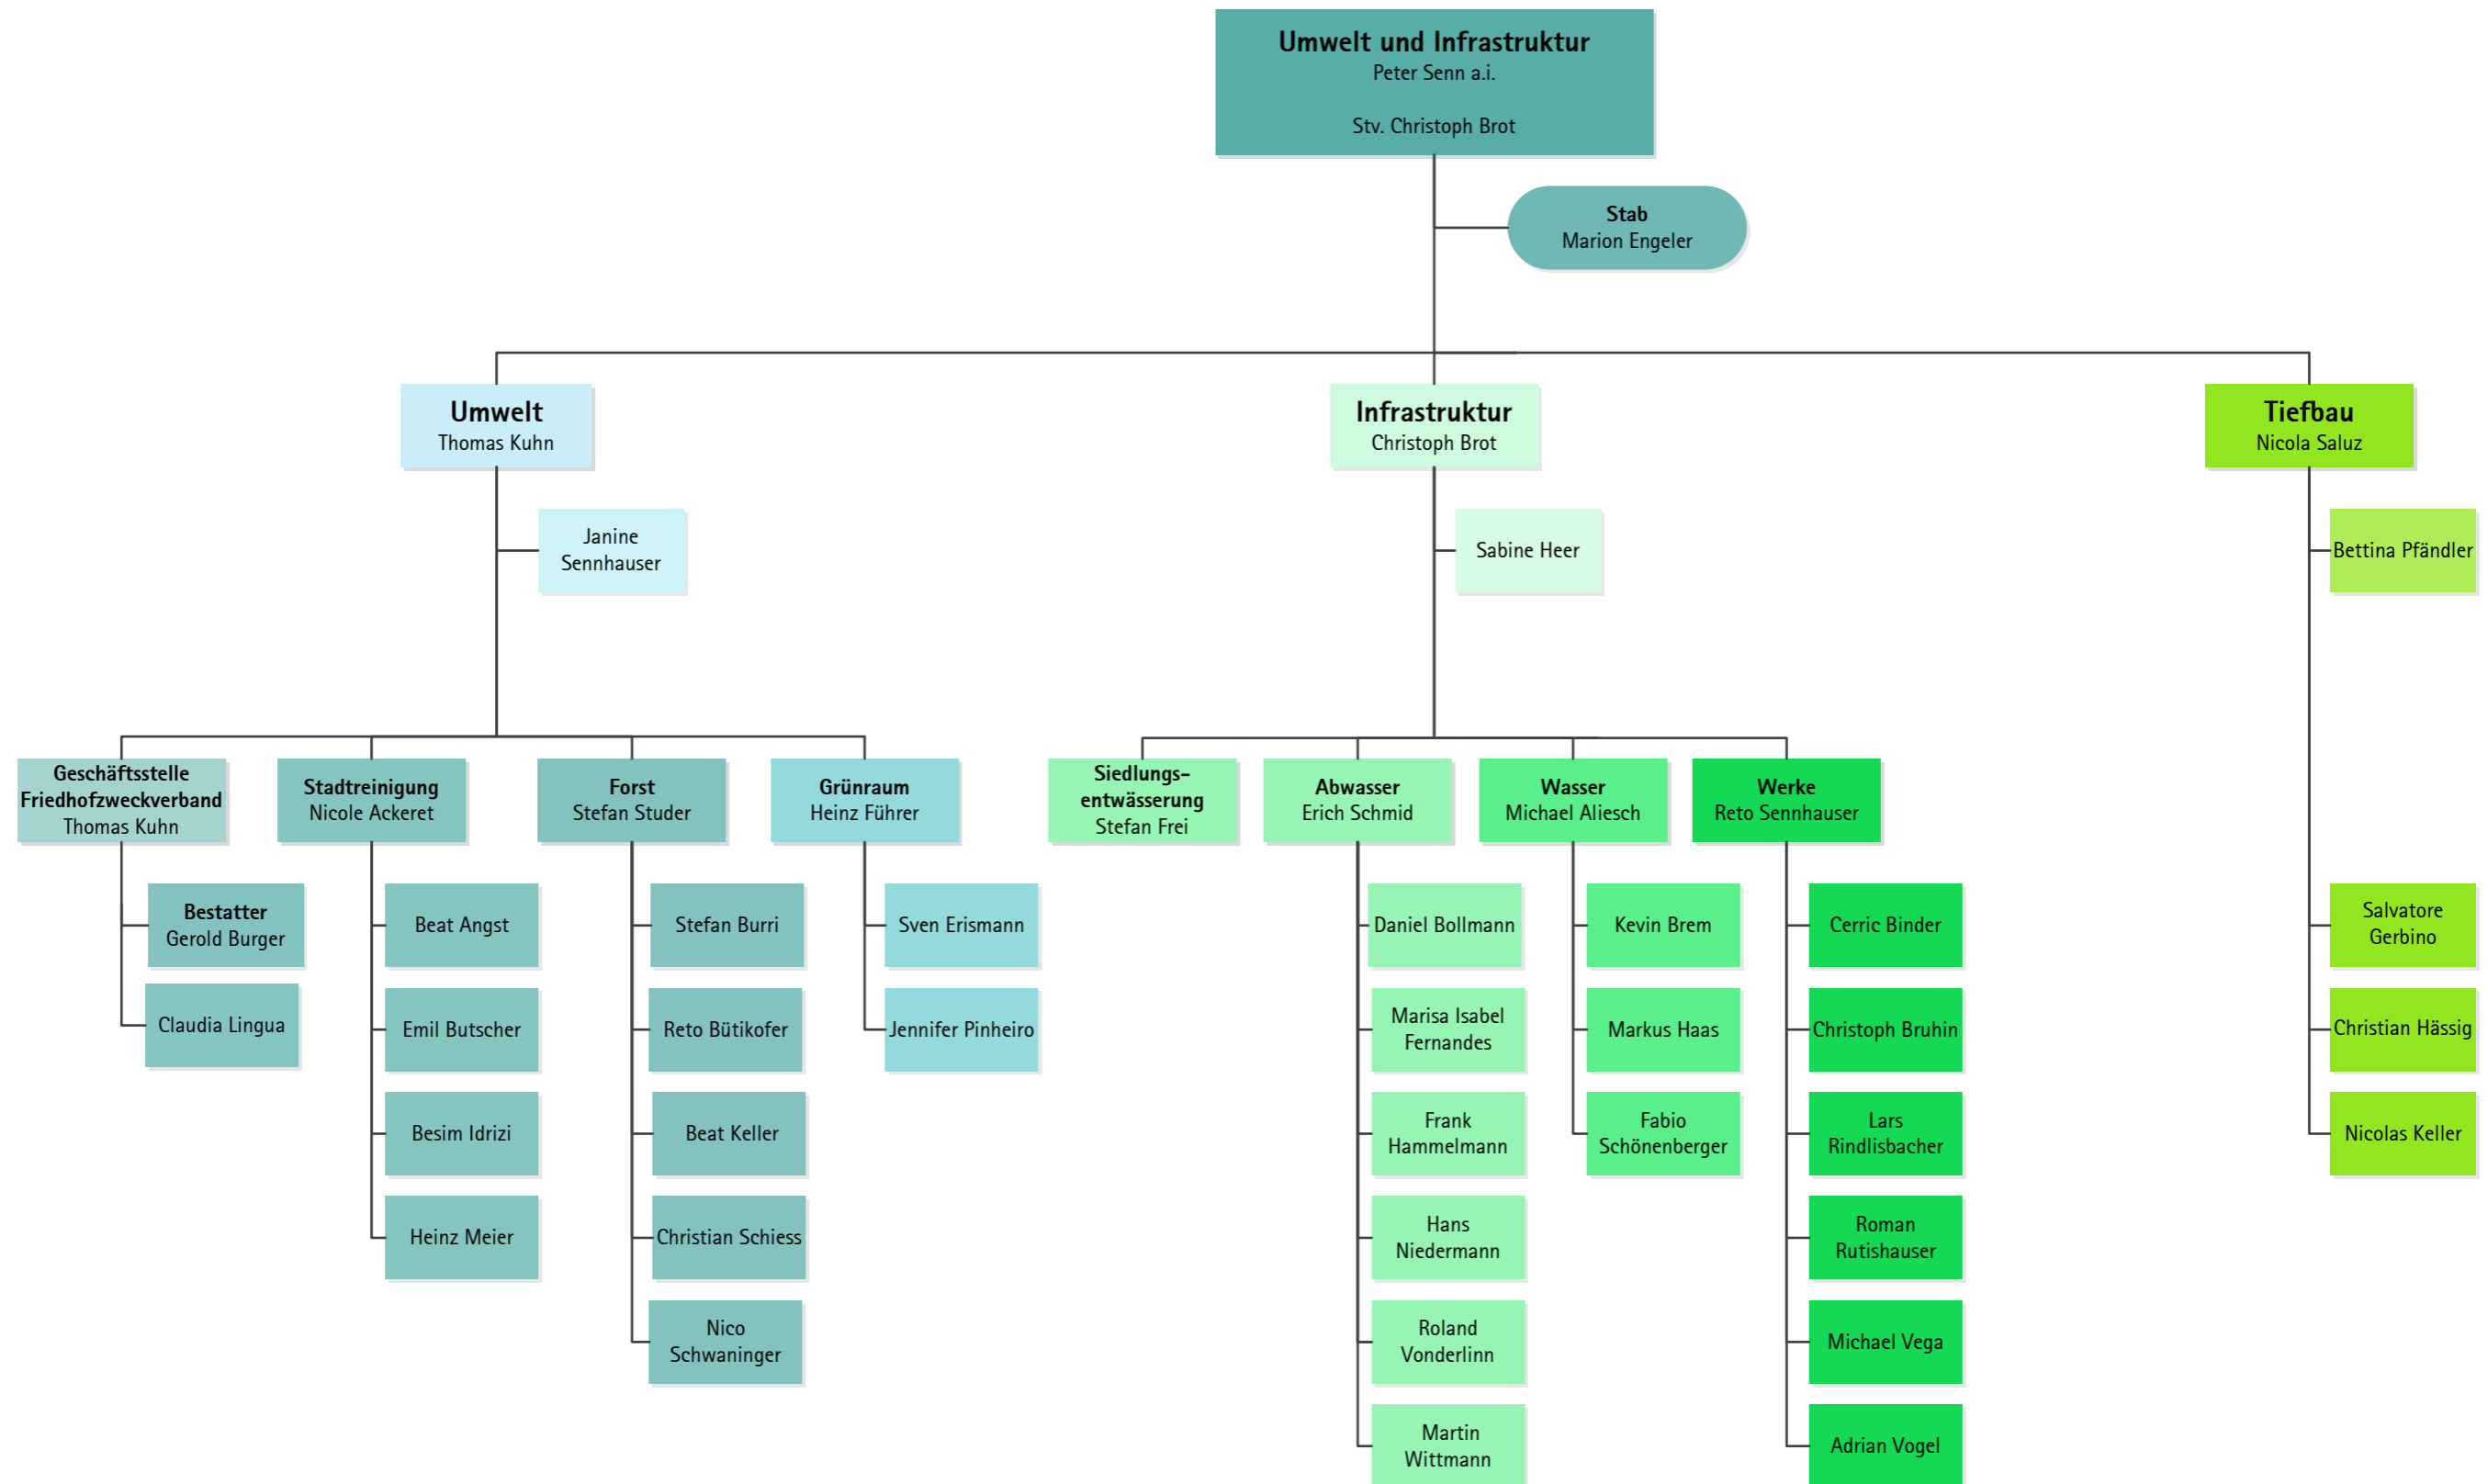 Umwelt und Infrastruktur
Peter Senn a.i.
Stv. Christoph Brot
Stab
Marion Engeler
Umwelt
Thomas Kuhn
Infrastruktur
Christoph Brot
Tiefbau
Nicola Saluz
Janine
Sennhauser
Sabine Heer
Bettina Pfändler
Geschäftsstelle
Friedhofzweckverband
Thomas Kuhn
Stadtreinigung
Nicole Ackeret
Forst
Stefan Studer
Grünraum
Heinz Führer
Siedlungs-
entwässerung
Stefan Frei
Abwasser
Erich Schmid
Wasser
Michael Aliesch
Werke
Reto Sennhauser
Bestatter
Gerold Burger
Claudia Lingua
Beat Angst
Emil Butscher
Besim Idrizi
Heinz Meier
Stefan Burri
Reto Bütikofer
Beat Keller
Christian Schiess
Nico
Schwaninger
Sven Erismann
Jennifer Pinheiro
Daniel Bollmann
Marisa Isabel
Fernandes
Frank
Hammelmann
Hans
Niedermann
Roland
Vonderlinn
Martin
Wittmann
Kevin Brem
Markus Haas
Fabio
Schönenberger
Cerric Binder
Christoph Bruhin
Lars
Rindlisbacher
Roman
Rutishauser
Michael Vega
Adrian Vogel
Salvatore
Gerbino
Christian Hässig
Nicolas Keller